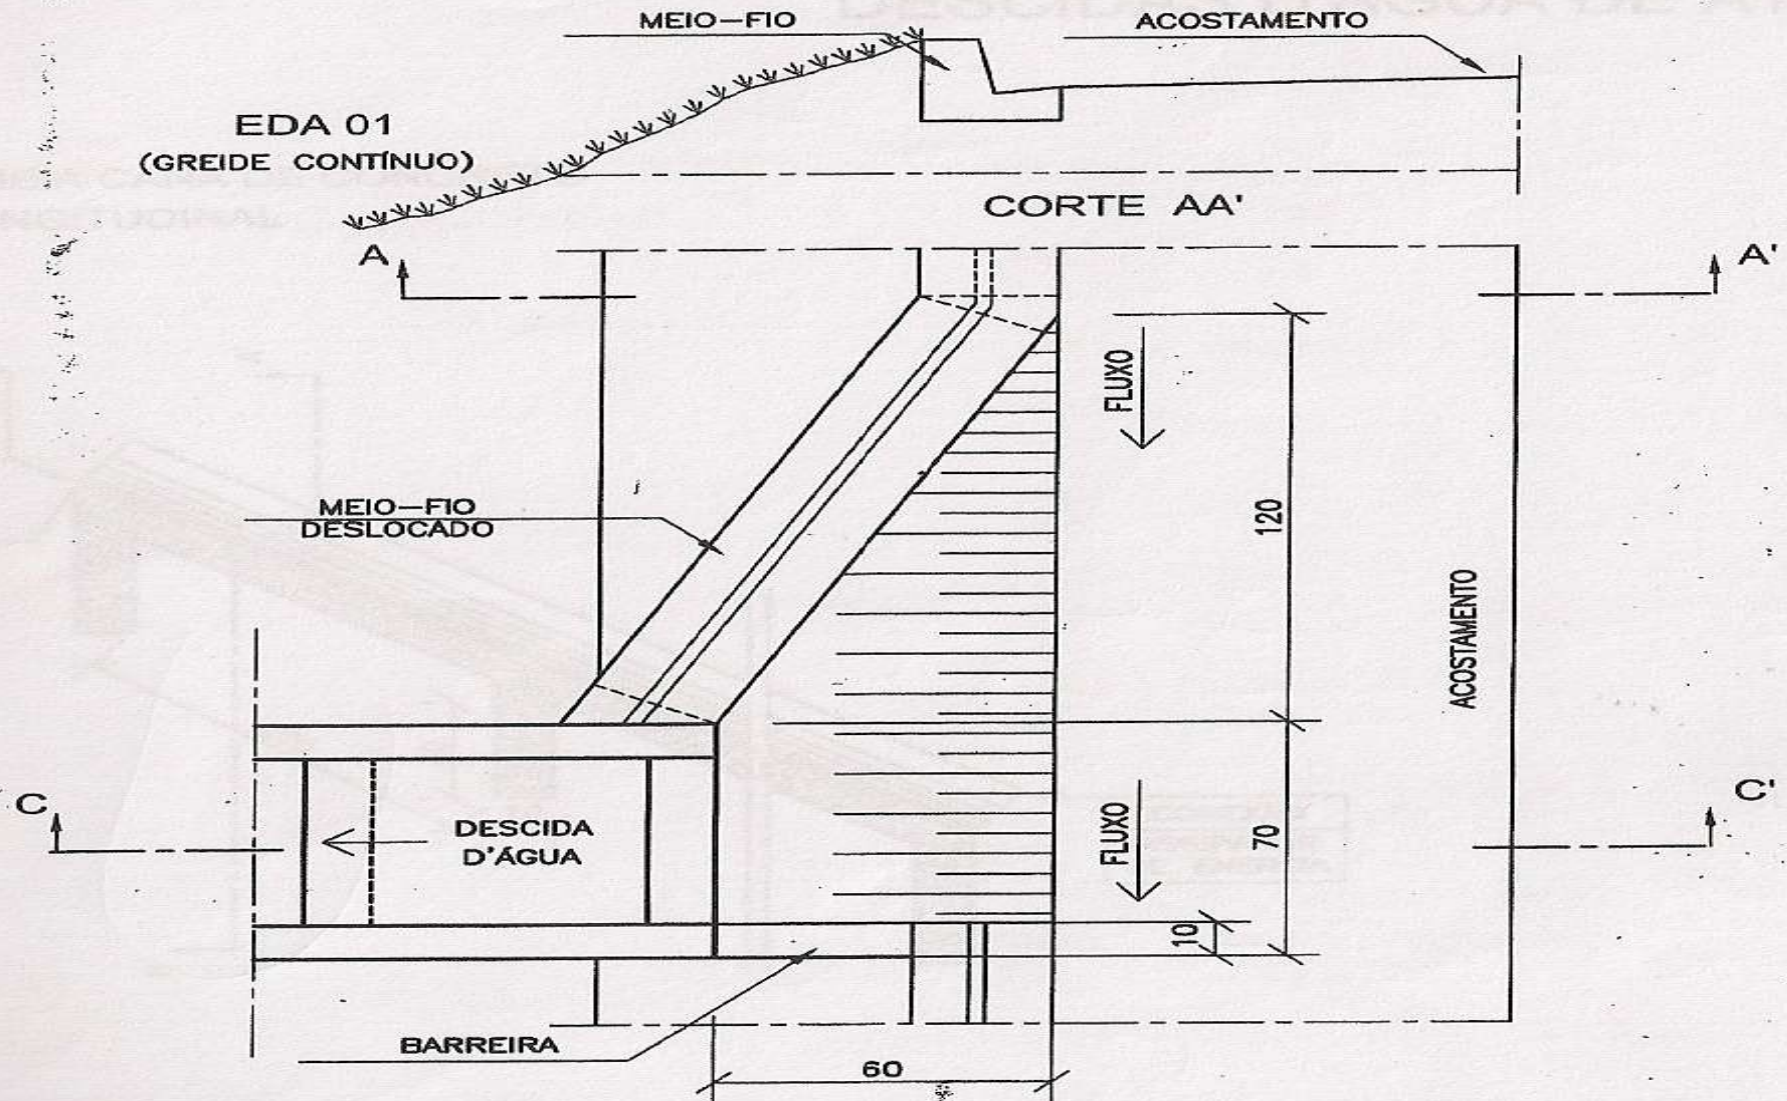 MEIO-FIO
ACOSTAMENTO
EDA 01
(GREIDE CONTÍNUO)
CORTE AA'
A
A'
FLUXO
120
MEIO-FIO
DESLOCADO
ACOSTAMENTO
C
C'
DESCIDA
D'ÁGUA
FLUXO
70
10
BARREIRA
60